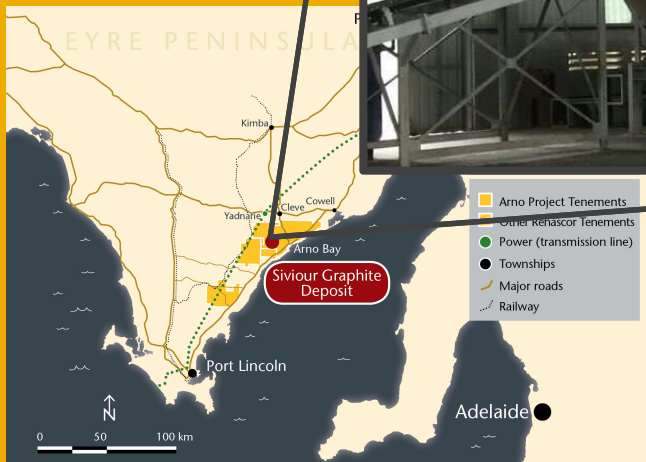 EYRE PENINSULA
P
Kimba
Yadnarie
Cleve
Cowell
Arno Bay
Siviour Graphite
Deposit
Port Lincoln
Adelaide
N
0 50 100 km
Arno Project Tenements
Other Renascor Tenements
Power (transmission line)
Townships
Major roads
Railway